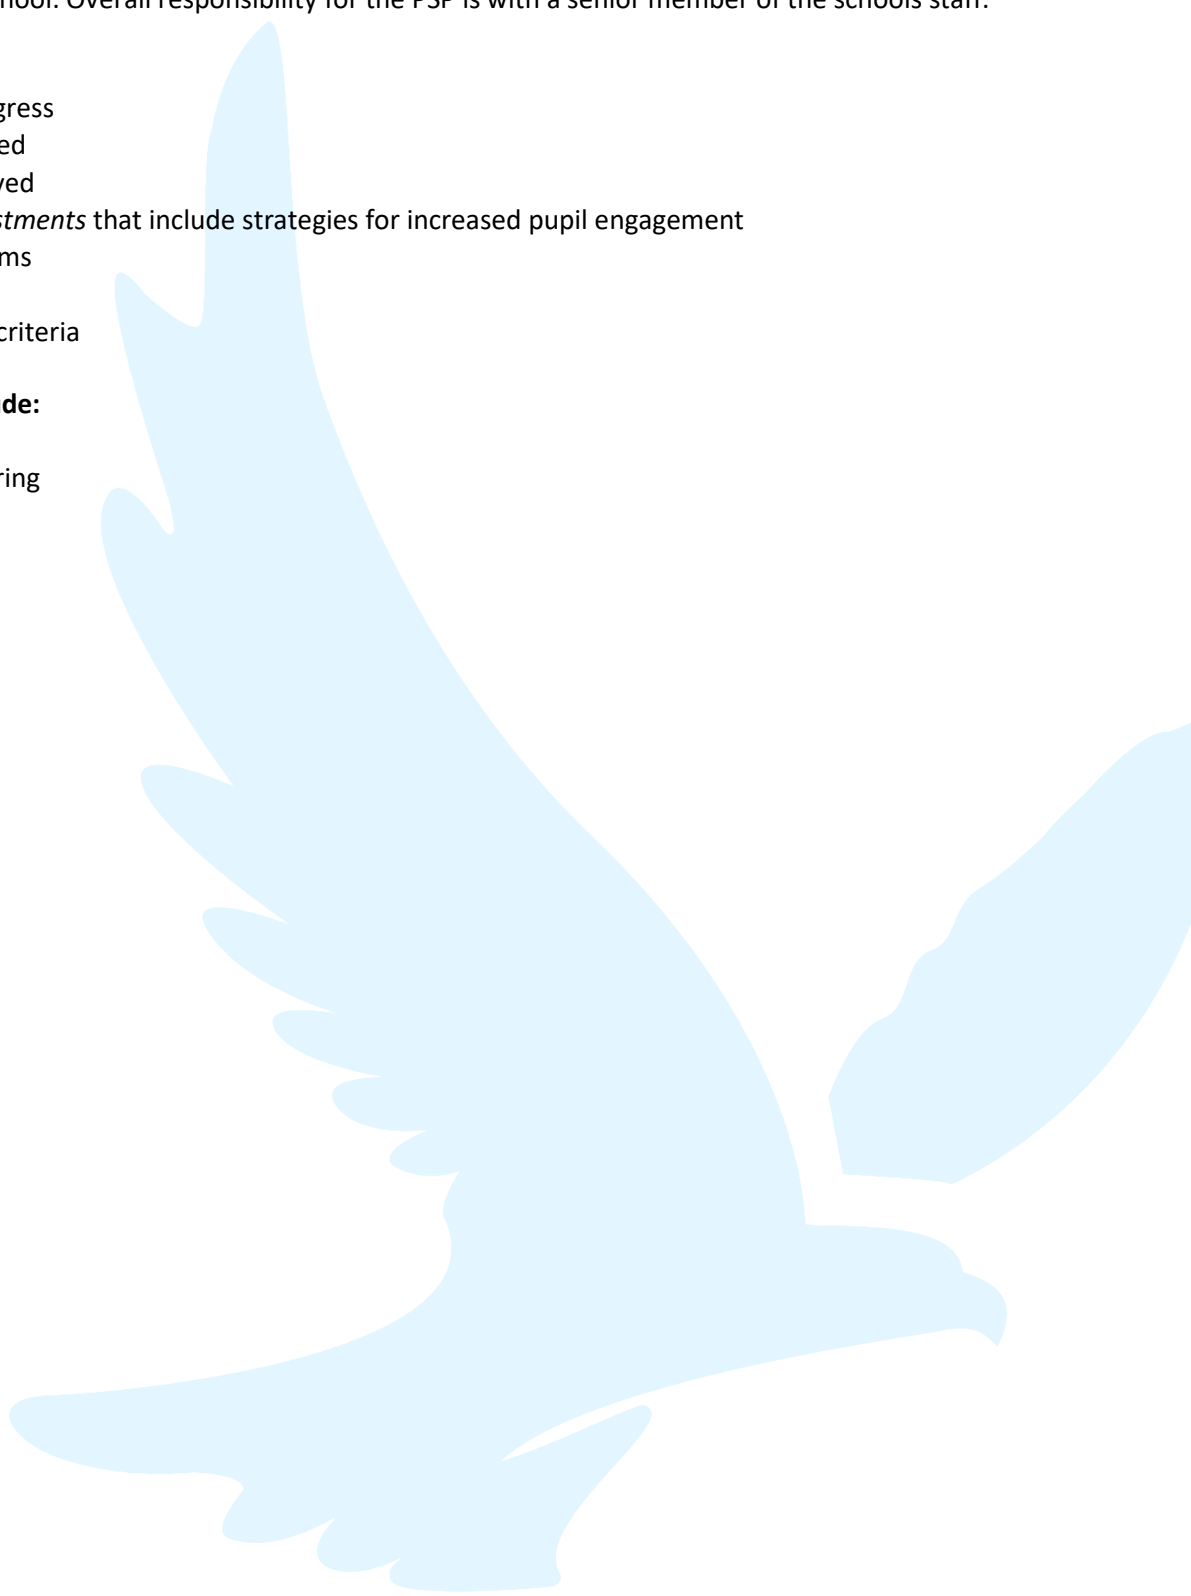 hool. Overall responsibility for the PSP is with a senior member of the schools staff.
gress
ed
ved
stments that include strategies for increased pupil engagement
ms
criteria
de:
ring